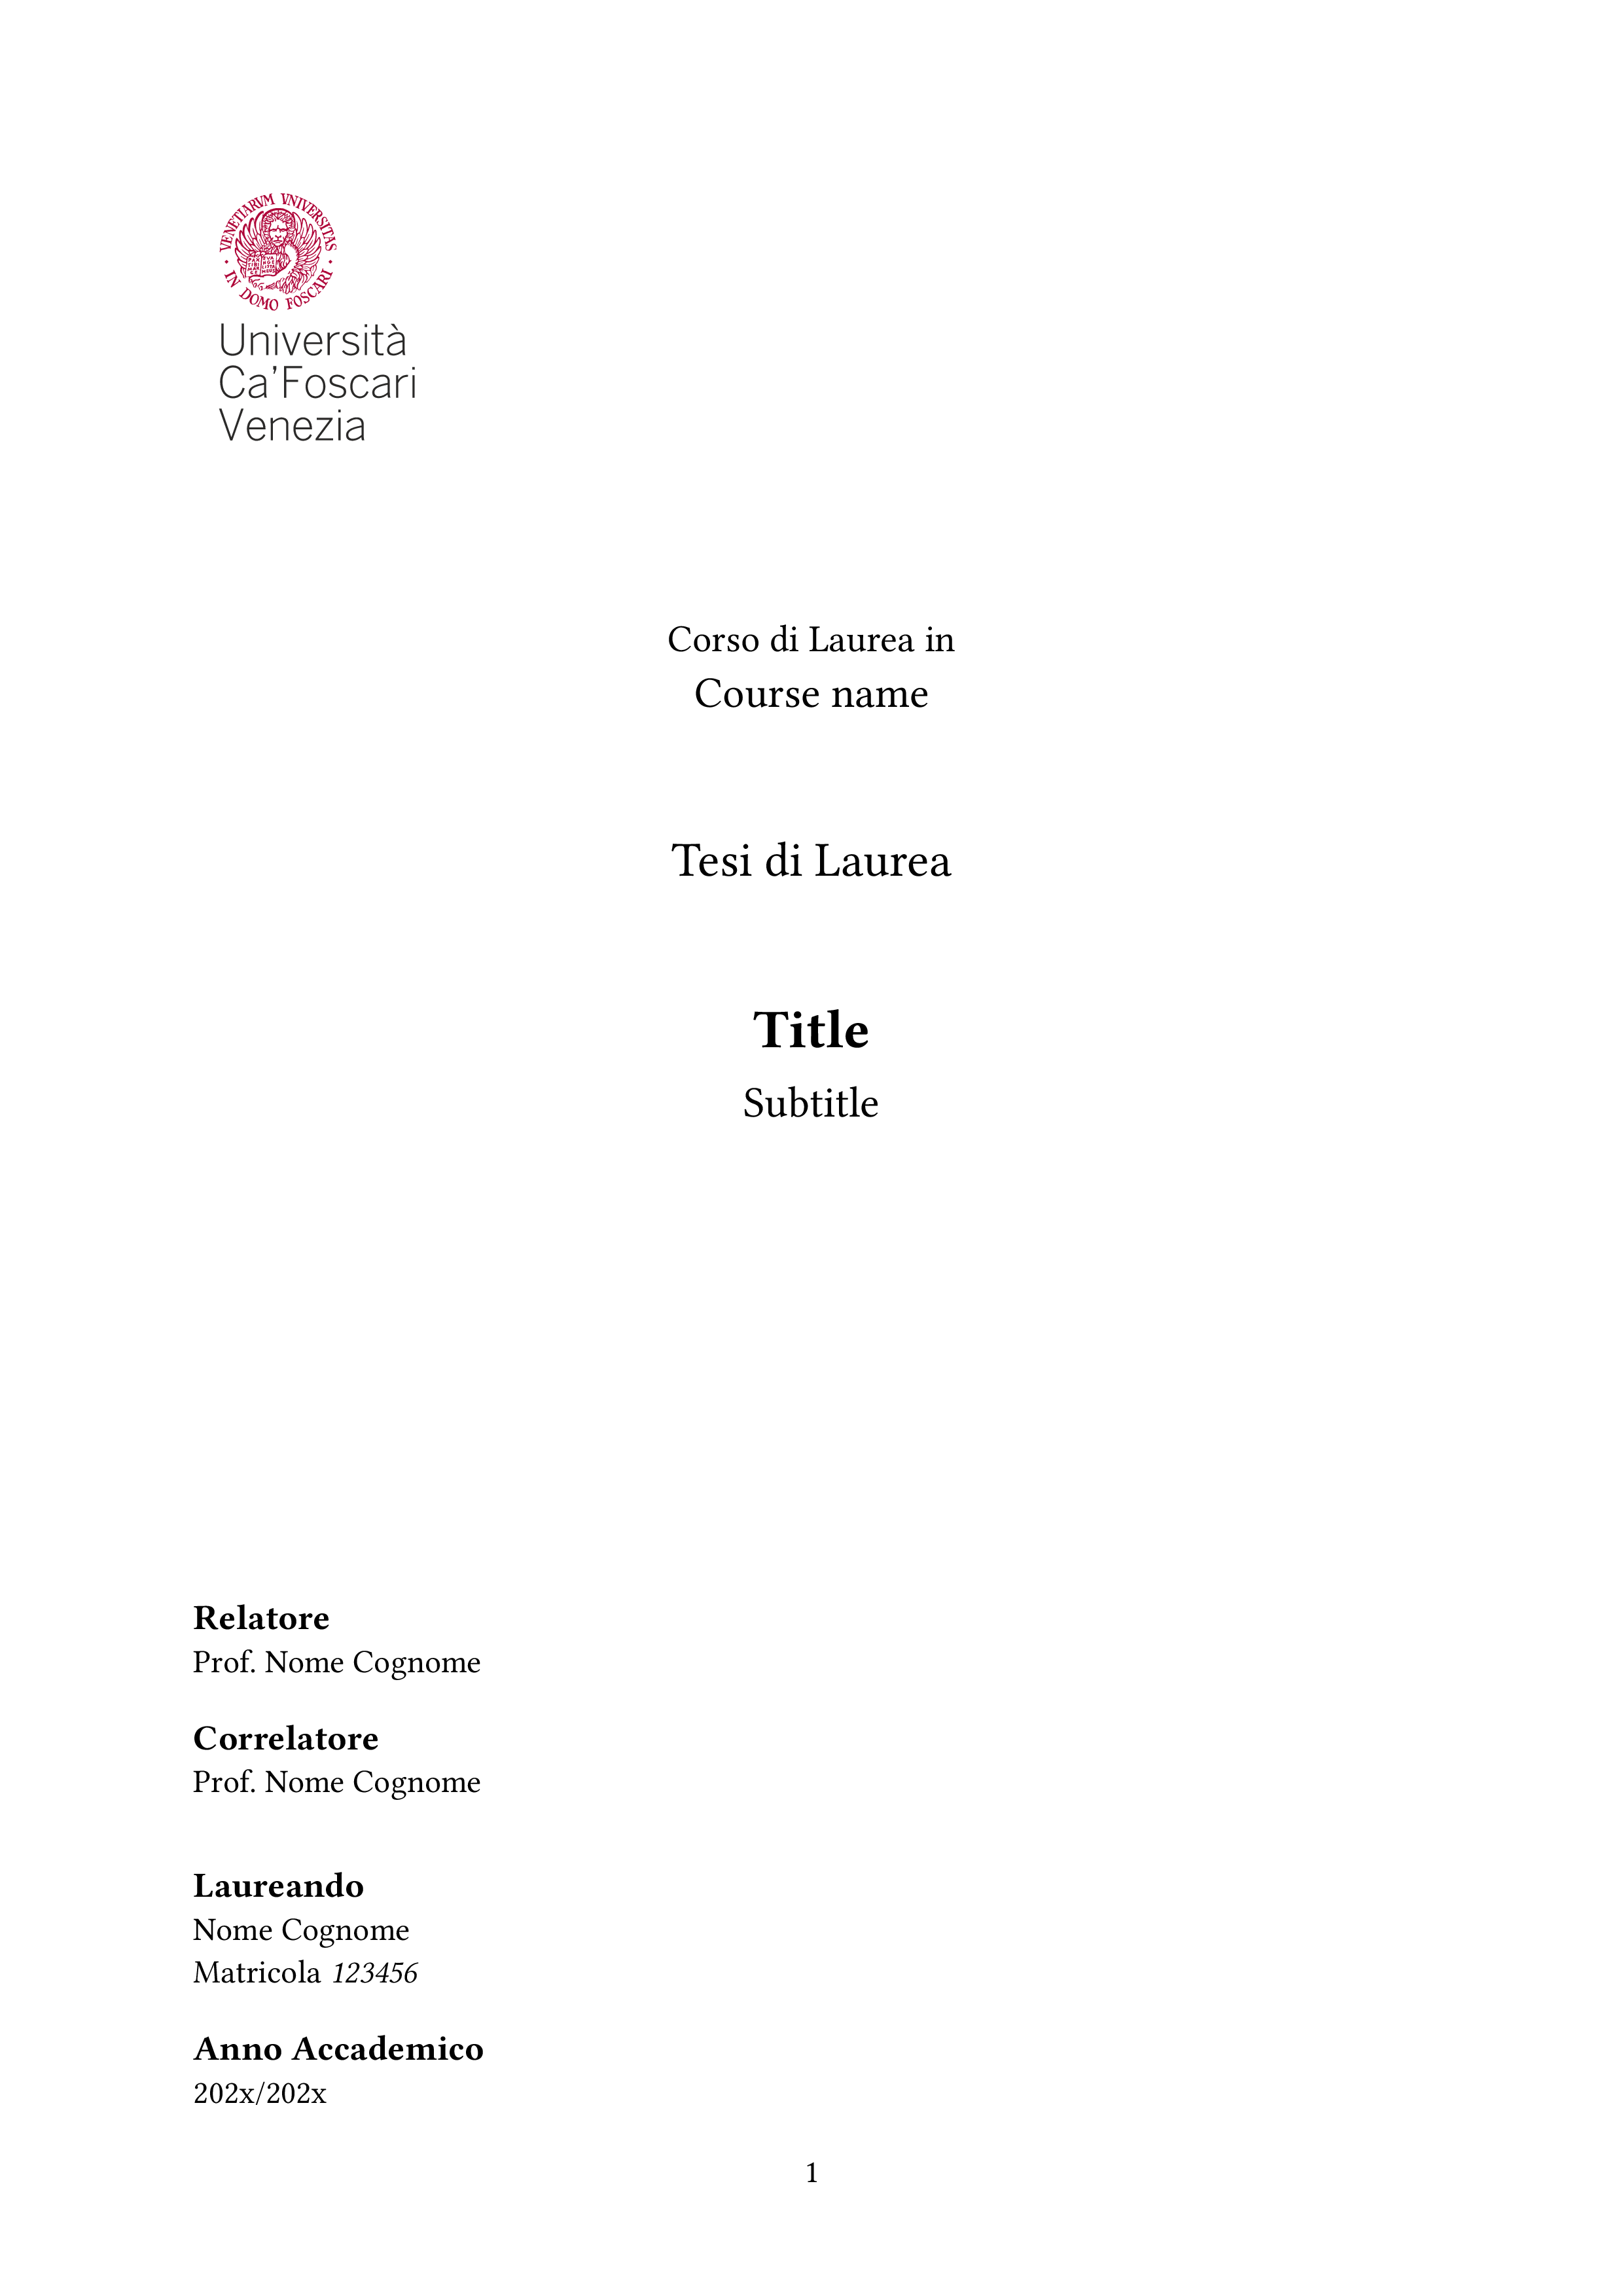 VENETIARVM VNIVERSITAS
IN DOMO FOSCARI
Università
Ca’Foscari
Venezia
Corso di Laurea in
Course name
Tesi di Laurea
Title
Subtitle
Relatore
Prof. Nome Cognome
Correlatore
Prof. Nome Cognome
Laureando
Nome Cognome
Matricola 123456
Anno Accademico
202x/202x
1